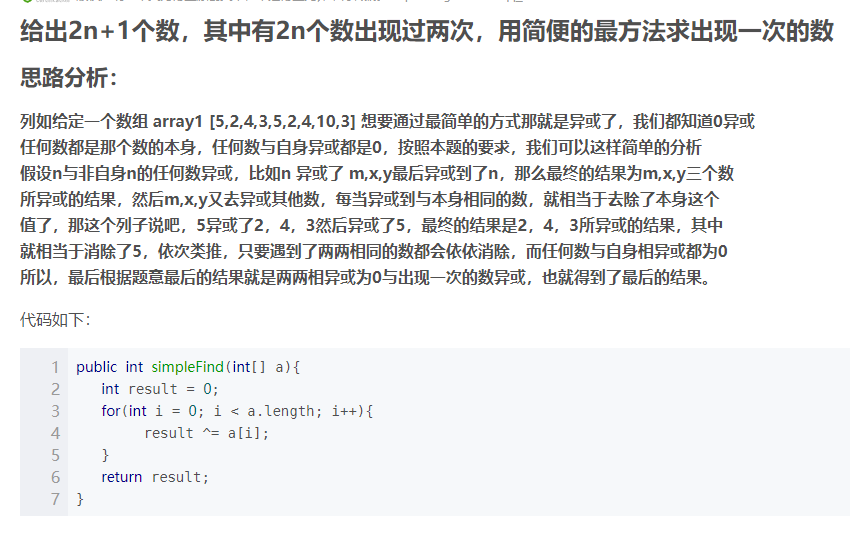 给出2n+1个数，其中有2n个数出现过两次，用简便的最方法求出现一次的数
思路分析：
列如给定一个数组 array1 [5,2,4,3,5,2,4,10,3] 想要通过最简单的方式那就是异或了，我们都知道0异或
任何数都是那个数的本身，任何数与自身异或都是0，按照本题的要求，我们可以这样简单的分析
假设n与非自身n的任何数异或，比如n 异或了 m,x,y最后异或到了n，那么最终的结果为m,x,y三个数
所异或的结果，然后m,x,y又去异或其他数，每当异或到与本身相同的数，就相当于去除了本身这个
值了，那这个列子说吧，5异或了2，4，3然后异或了5，最终的结果是2，4，3所异或的结果，其中
就相当于消除了5，依次类推，只要遇到了两两相同的数都会依依消除，而任何数与自身相异或都为0
所以，最后根据题意最后的结果就是两两相异或为0与出现一次的数异或，也就得到了最后的结果。
代码如下：
1 public int simpleFind(int[] a){
2 int result = 0;
3 for(int i = 0; i < a.length; i++){
4 result ^= a[i];
5 }
6 return result;
7 }